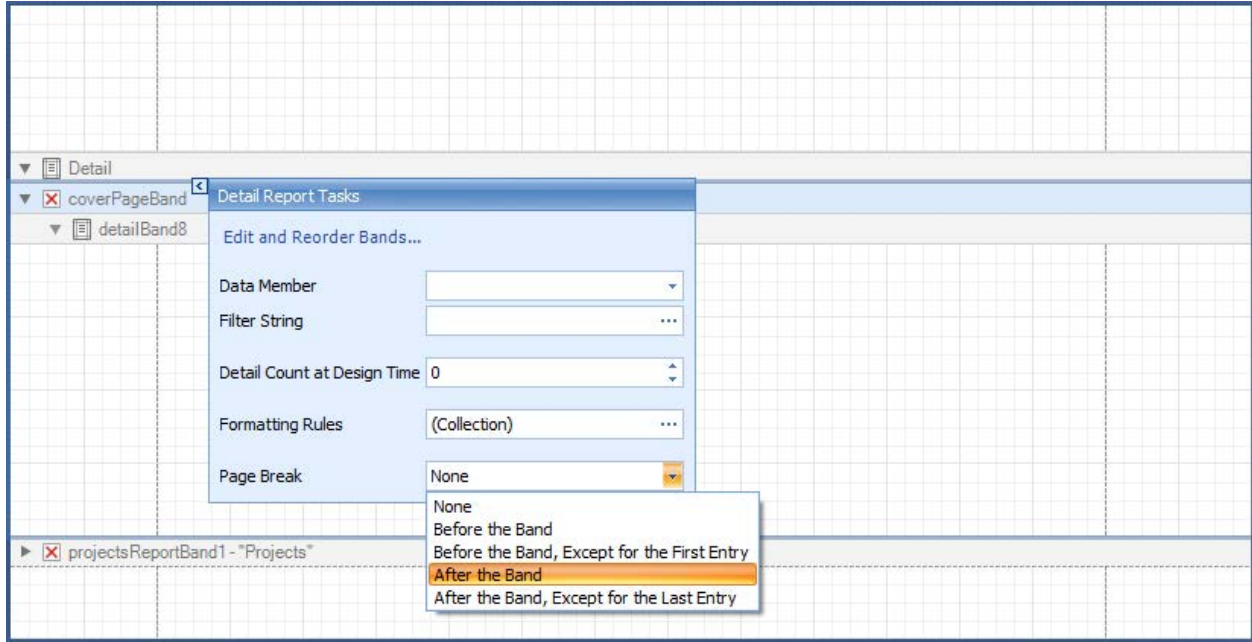 Detail
coverPageBand
Detail Report Tasks
detailBand8
Edit and Reorder Bands...
Data Member
Filter String
Detail Count at Design Time 0
Formatting Rules (Collection)
Page Break None
None
Before the Band
Before the Band, Except for the First Entry
projectsReportBand1 - "Projects"
After the Band
After the Band, Except for the Last Entry